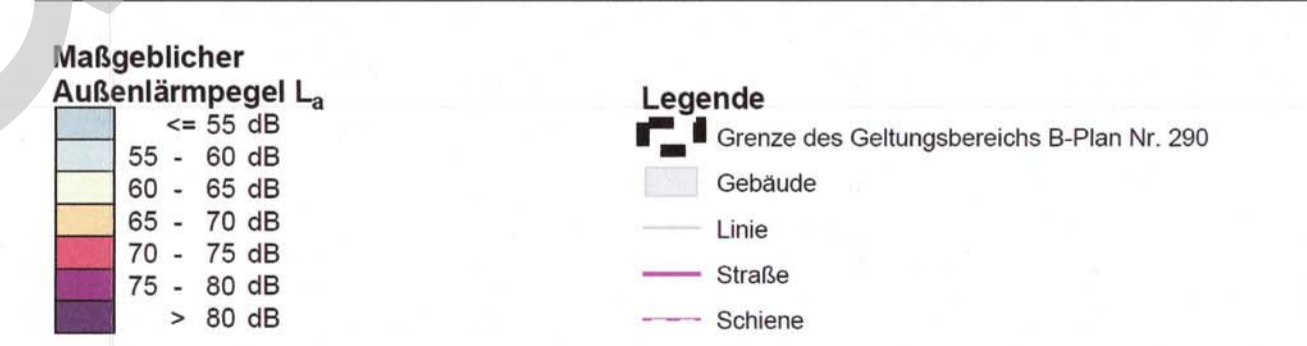 Maßgeblicher
Außenlärmpegel La
<= 55 dB
55 - 60 dB
60 - 65 dB
65 - 70 dB
70 - 75 dB
75 - 80 dB
> 80 dB
Legende
Grenze des Geltungsbereichs B-Plan Nr. 290
Gebäude
Linie
Straße
Schiene